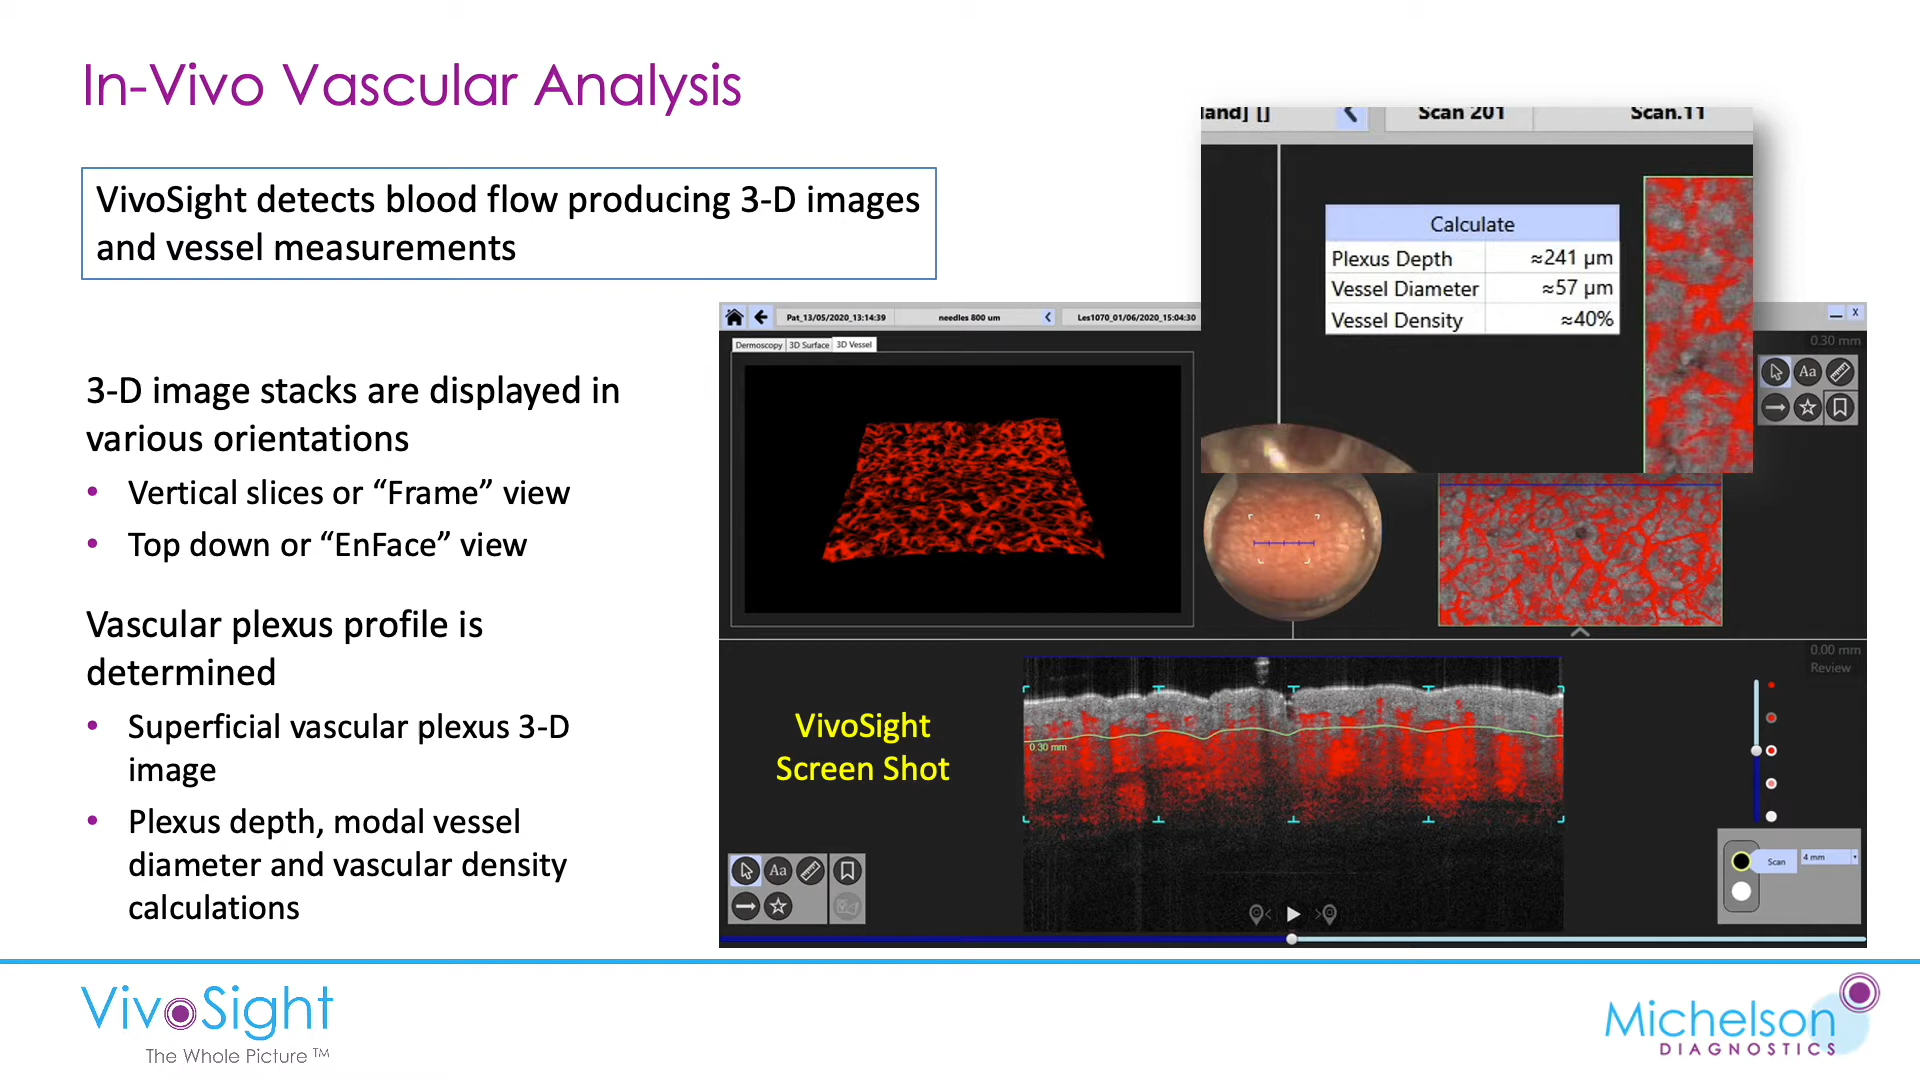 In-Vivo Vascular Analysis
VivoSight detects blood flow producing 3-D images
and vessel measurements
3-D image stacks are displayed in
various orientations
• Vertical slices or “Frame” view
• Top down or “EnFace” view
Vascular plexus profile is
determined
• Superficial vascular plexus 3-D
image
• Plexus depth, modal vessel
diameter and vascular density
calculations
land] [] Scan 201 Scan.11
Calculate
Plexus Depth ≈241 µm
Vessel Diameter ≈57 µm
Vessel Density ≈40%
Pat_13/05/2020_13:14:39 needles 800 um Les1070_01/06/2020_15:04:30 X
Dermoscopy 3D Surface 3D Vessel
0.30 mm
Aa
0.00 mm
Review
VivoSight
Screen Shot
0.30 mm
Aa
Scan 4 mm
VivoSight
The Whole Picture ™
Michelson
DIAGNOSTICS